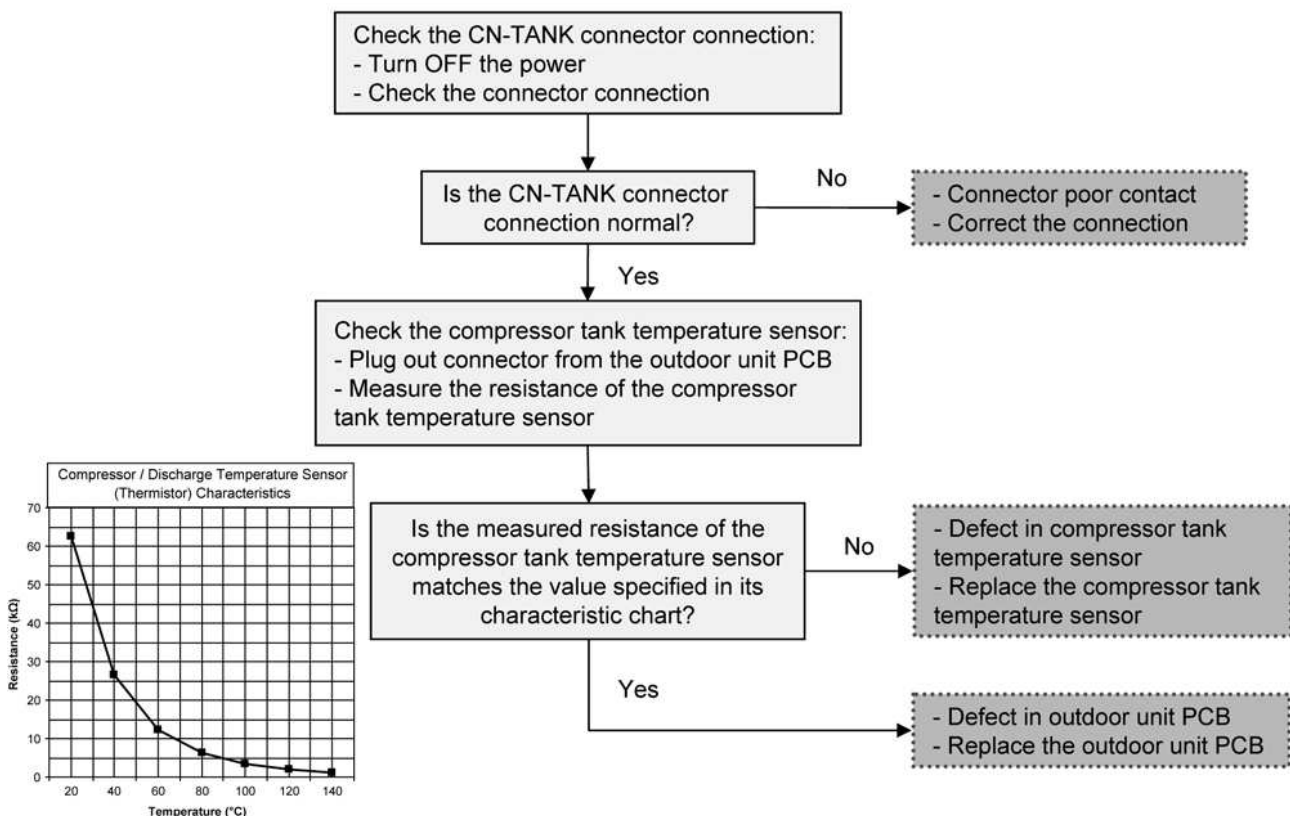 Check the CN-TANK connector connection:
- Turn OFF the power
- Check the connector connection
Is the CN-TANK connector
connection normal?
No
- Connector poor contact
- Correct the connection
Yes
Check the compressor tank temperature sensor:
- Plug out connector from the outdoor unit PCB
- Measure the resistance of the compressor
tank temperature sensor
Compressor / Discharge Temperature Sensor
(Thermistor) Characteristics
70
60
50
40
30
20
10
0
Resistance (kΩ)
20 40 60 80 100 120 140
Temperature (°C)
Is the measured resistance of the
compressor tank temperature sensor
matches the value specified in its
characteristic chart?
No
- Defect in compressor tank
temperature sensor
- Replace the compressor tank
temperature sensor
Yes
- Defect in outdoor unit PCB
- Replace the outdoor unit PCB